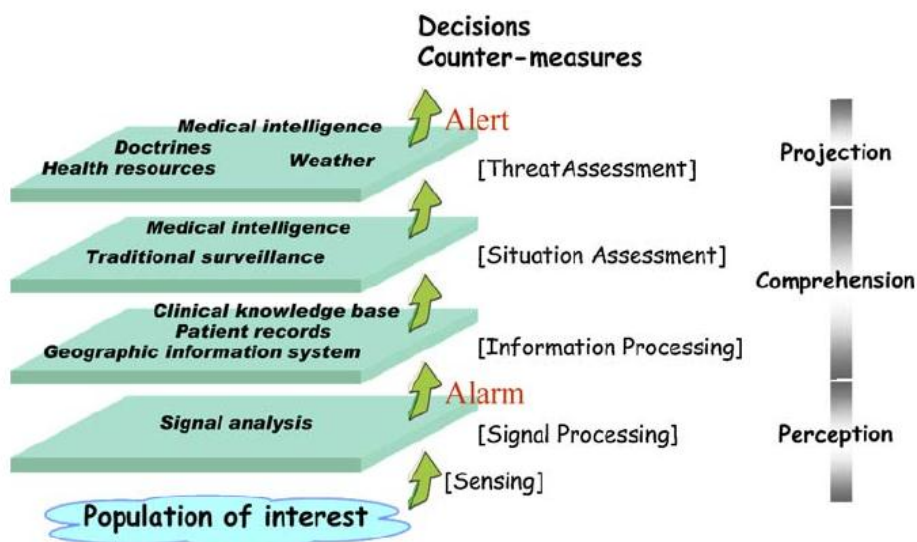 Decisions
Counter-measures
Alert
Medical intelligence
Doctrines
Health resources
Weather
[ThreatAssessment]
Projection
Medical intelligence
Traditional surveillance
[Situation Assessment]
Comprehension
Clinical knowledge base
Patient records
Geographic information system
[Information Processing]
Alarm
Signal analysis
[Signal Processing]
Perception
[Sensing]
Population of interest